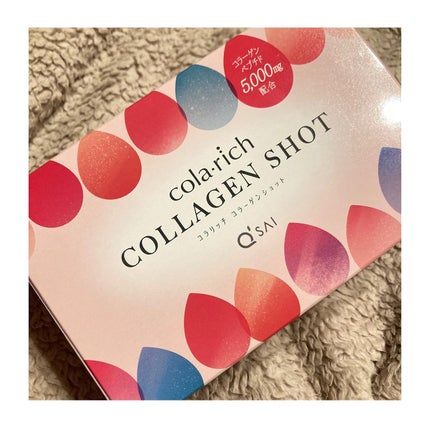 コラーゲン
ペプチド
5,000mg
配合
cola·rich
COLLAGEN SHOT
コラリッチ コラーゲンショット
Q'SAI